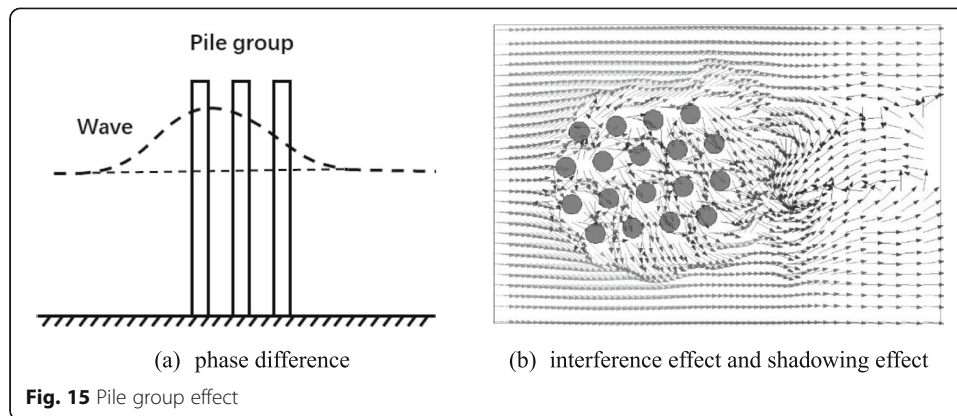 Pile group
Wave
(a) phase difference
(b) interference effect and shadowing effect
Fig. 15 Pile group effect